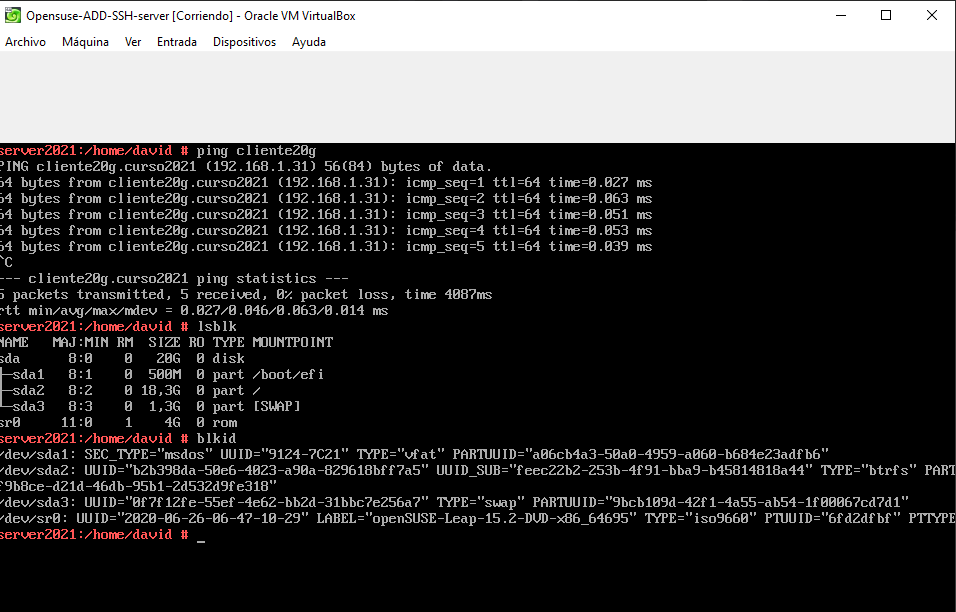 Opensuse-ADD-SSH-server [Corriendo] - Oracle VM VirtualBox
Archivo Máquina Ver Entrada Dispositivos Ayuda
server2021:/home/david # ping cliente20g
PING cliente20g.curso2021 (192.168.1.31) 56(84) bytes of data.
64 bytes from cliente20g.curso2021 (192.168.1.31): icmp_seq=1 ttl=64 time=0.027 ms
64 bytes from cliente20g.curso2021 (192.168.1.31): icmp_seq=2 ttl=64 time=0.063 ms
64 bytes from cliente20g.curso2021 (192.168.1.31): icmp_seq=3 ttl=64 time=0.051 ms
64 bytes from cliente20g.curso2021 (192.168.1.31): icmp_seq=4 ttl=64 time=0.053 ms
64 bytes from cliente20g.curso2021 (192.168.1.31): icmp_seq=5 ttl=64 time=0.039 ms
^C
--- cliente20g.curso2021 ping statistics ---
5 packets transmitted, 5 received, 0% packet loss, time 4087ms
rtt min/avg/max/mdev = 0.027/0.046/0.063/0.014 ms
server2021:/home/david # lsblk
NAME   MAJ:MIN RM  SIZE RO TYPE MOUNTPOINT
sda      8:0    0   20G  0 disk
├─sda1   8:1    0  500M  0 part /boot/efi
├─sda2   8:2    0 18,3G  0 part /
└─sda3   8:3    0  1,3G  0 part [SWAP]
sr0     11:0    1    4G  0 rom
server2021:/home/david # blkid
/dev/sda1: SEC_TYPE="msdos" UUID="9124-7C21" TYPE="vfat" PARTUUID="a06cb4a3-50a0-4959-a060-b684e23adfb6"
/dev/sda2: UUID="b2b398da-50e6-4023-a90a-829618bff7a5" UUID_SUB="feec22b2-253b-4f91-bba9-b45814818a44" TYPE="btrfs" PART
f9b8ce-d21d-46db-95b1-2d532d9fe318"
/dev/sda3: UUID="0f7f12fe-55ef-4e62-bb2d-31bbc7e256a7" TYPE="swap" PARTUUID="9bcb109d-42f1-4a55-ab54-1f00067cd7d1"
/dev/sr0: UUID="2020-06-26-06-47-10-29" LABEL="openSUSE-Leap-15.2-DVD-x86_64695" TYPE="iso9660" PTUUID="6fd2dfbf" PTTYPE
server2021:/home/david # _